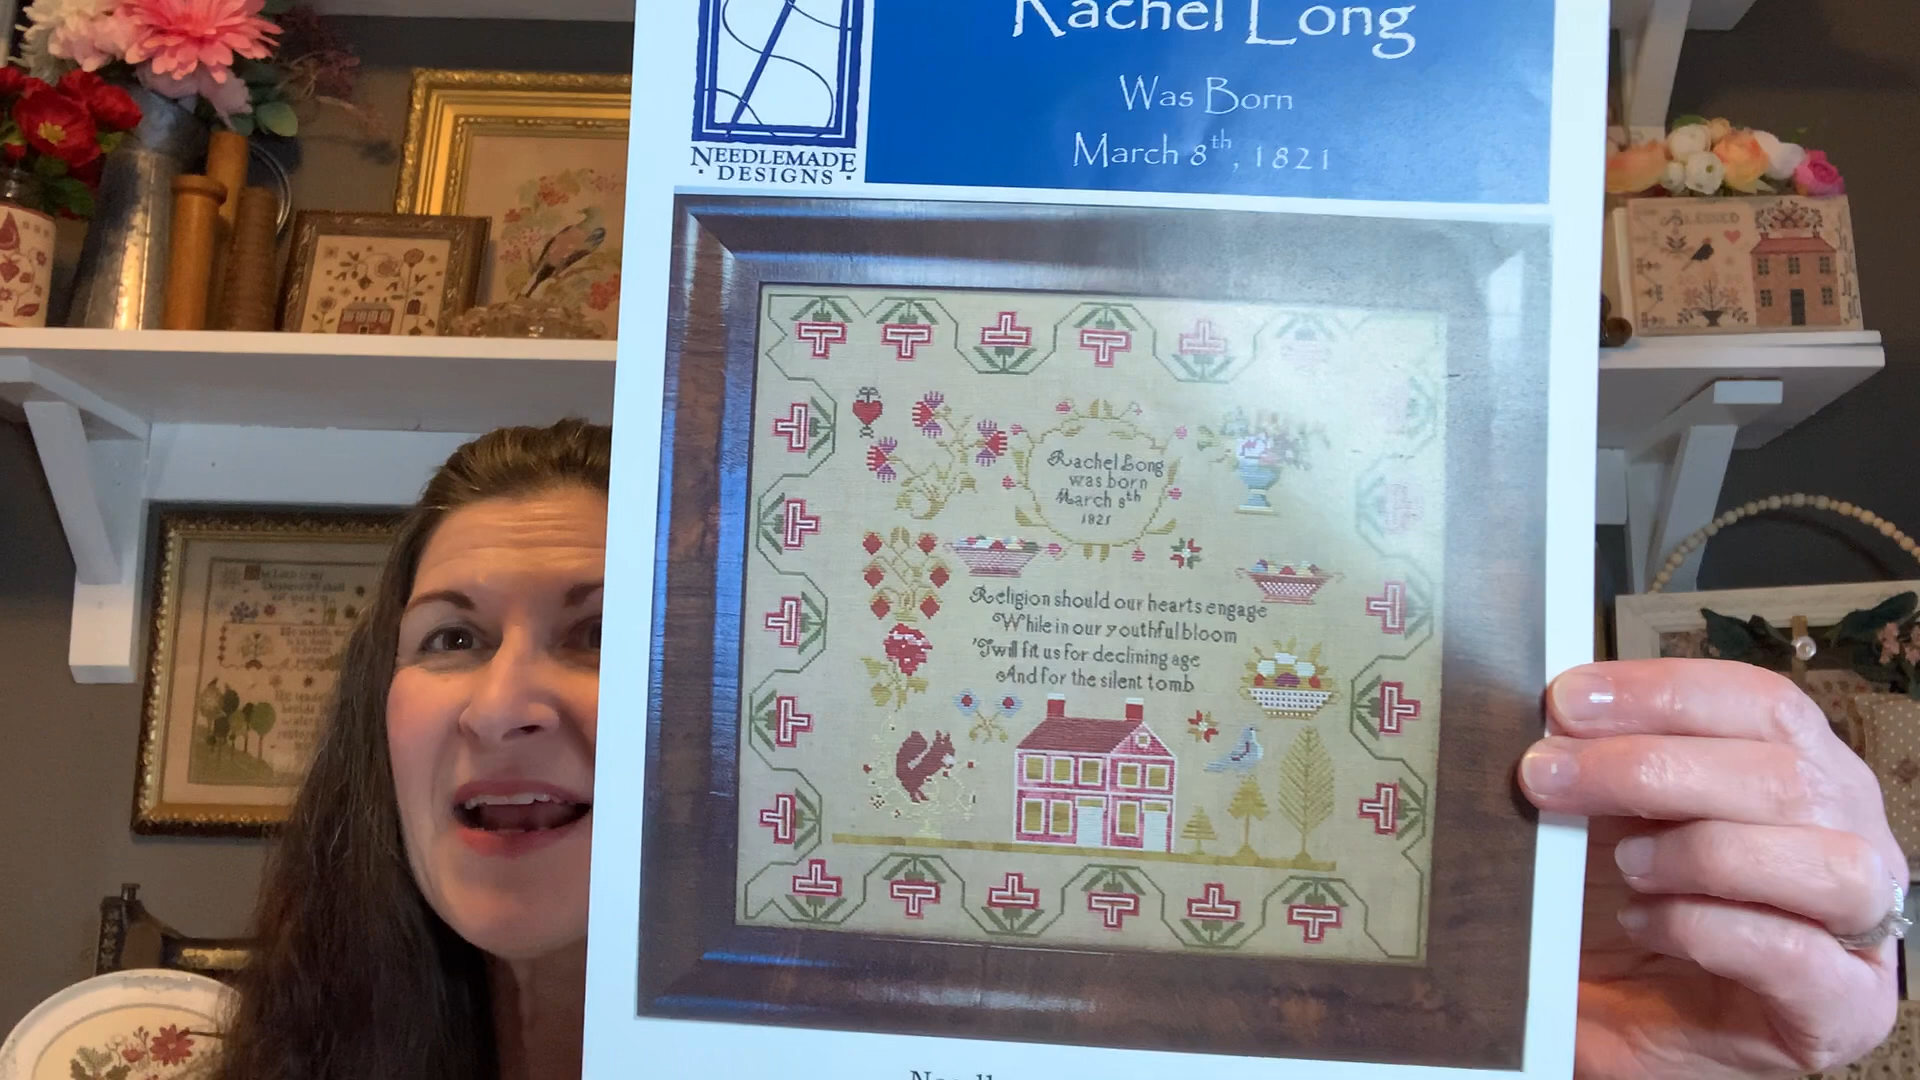 Rachel Long
Was Born
March 8th, 1821
NEEDLEMADE
· DESIGNS ·
Rachel Long
was born
March 8th
1821
Religion should our hearts engage
While in our youthful bloom
'Twill fit us for declining age
And for the silent tomb
BLESSED